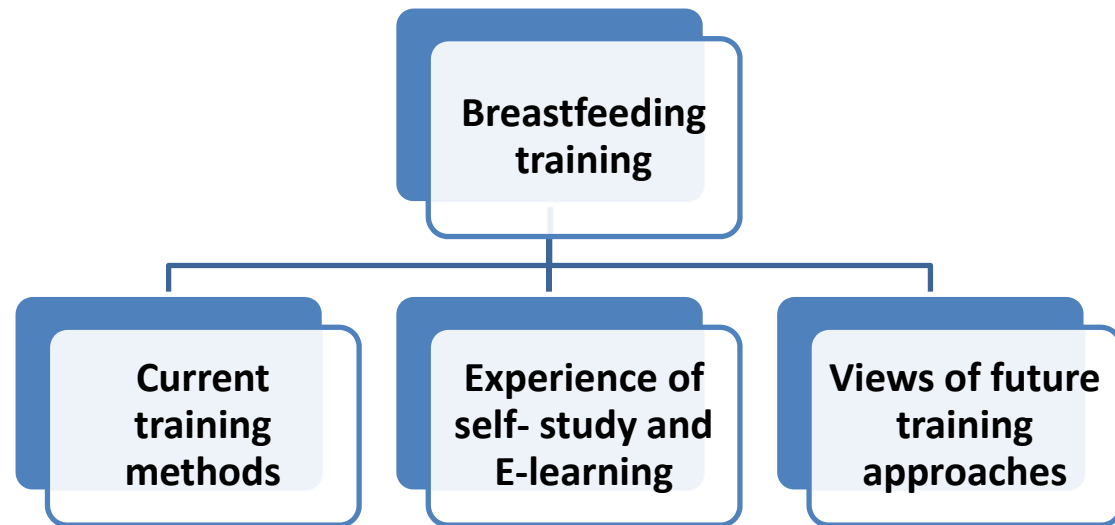 Breastfeeding
training
Current
training
methods
Experience of
self- study and
E-learning
Views of future
training
approaches